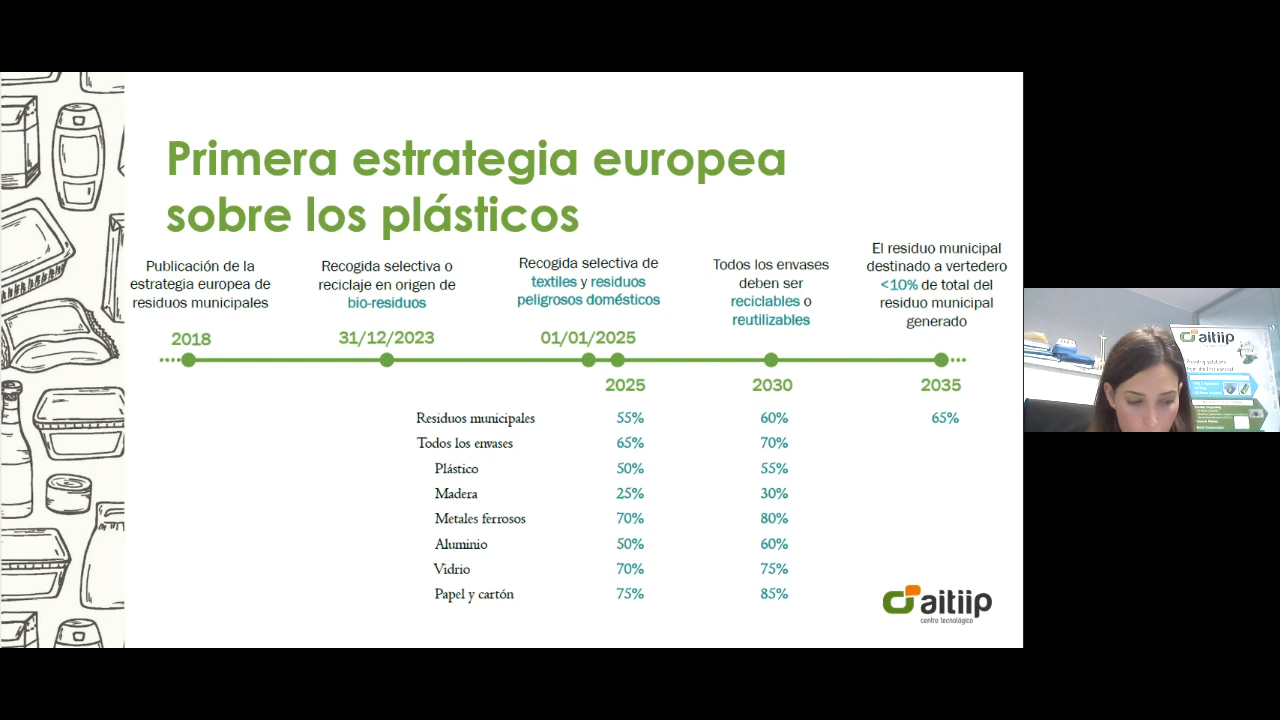 Primera estrategia europea
sobre los plásticos
Publicación de la
estrategia europea de
residuos municipales
2018
Recogida selectiva o
reciclaje en origen de
bio-residuos
31/12/2023
Recogida selectiva de
textiles y residuos
peligrosos domésticos
01/01/2025
Todos los envases
deben ser
reciclables o
reutilizables
El residuo municipal
destinado a vertedero
<10% de total del
residuo municipal
generado
2025 2030 2035
Residuos municipales 55% 60% 65%
Todos los envases 65% 70%
Plástico 50% 55%
Madera 25% 30%
Metales ferrosos 70% 80%
Aluminio 50% 60%
Vidrio 70% 75%
Papel y cartón 75% 85%
aitiip
centro tecnológico
aitiip